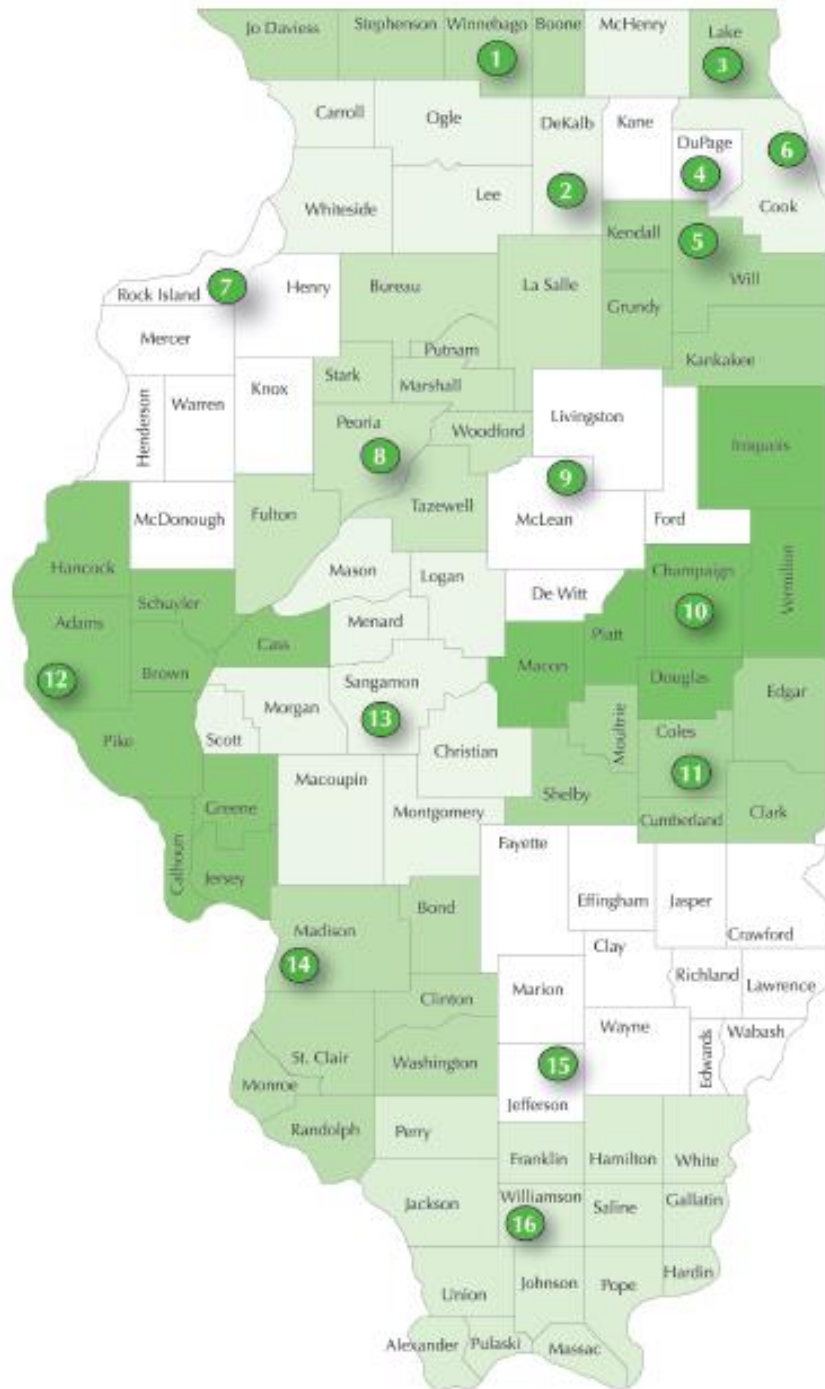 Jo Daviess
Stephenson
Winnebago
Boone
McHenry
Lake
1
3
Carroll
Ogle
DeKalb
Kane
DuPage
6
4
2
Whiteside
Lee
Cook
Kendall
5
Rock Island
7
Henry
Bureau
La Salle
Will
Grundy
Mercer
Putnam
Kankakee
Stark
Marshall
Knox
Warren
Henderson
Livingston
Peoria
Woodford
Iroquois
8
9
McDonough
Fulton
Tazewell
McLean
Ford
Hancock
Mason
Logan
Champaign
Vermilion
De Witt
Schuyler
Adams
Menard
Piatt
10
Cass
Brown
Macon
Douglas
12
Sangamon
Edgar
Morgan
13
Scott
Moultrie
Coles
Pike
Christian
11
Macoupin
Shelby
Greene
Montgomery
Cumberland
Clark
Calhoun
Jersey
Fayette
Effingham
Jasper
Crawford
Bond
Madison
Clay
14
Richland
Lawrence
Marion
Clinton
Wayne
Edwards
Wabash
St. Clair
Washington
15
Monroe
Jefferson
Randolph
Perry
Franklin
Hamilton
White
Jackson
Williamson
Saline
Gallatin
16
Hardin
Union
Johnson
Pope
Alexander
Pulaski
Massac